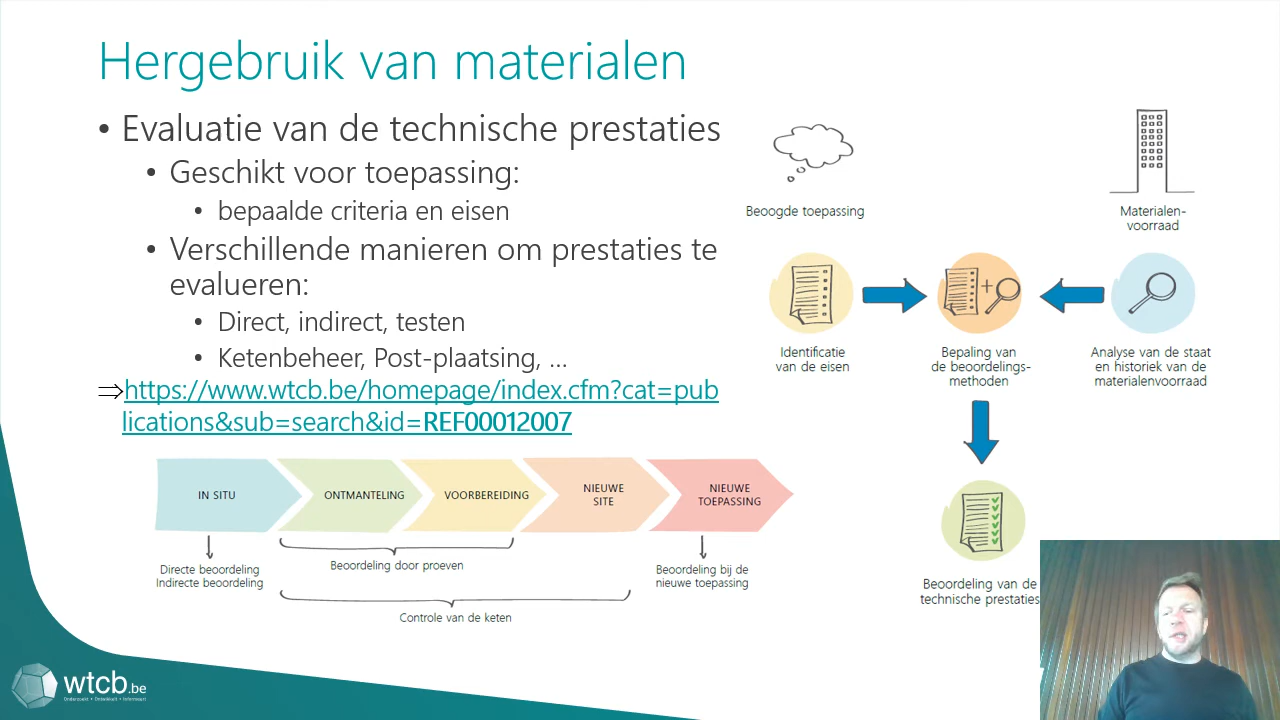 Hergebruik van materialen
• Evaluatie van de technische prestaties
• Geschikt voor toepassing:
• bepaalde criteria en eisen
• Verschillende manieren om prestaties te
evalueren:
• Direct, indirect, testen
• Ketenbeheer, Post-plaatsing, ...
⇒https://www.wtcb.be/homepage/index.cfm?cat=pub
lications&sub=search&id=REF00012007
Beoogde toepassing
Materialen-
voorraad
Identificatie
van de eisen
+
Bepaling van
de beoordelings-
methoden
Analyse van de staat
en historiek van de
materialenvoorraad
Beoordeling van de
technische prestaties
IN SITU
ONTMANTELING
VOORBEREIDING
NIEUWE
SITE
NIEUWE
TOEPASSING
Directe beoordeling
Indirecte beoordeling
Beoordeling door proeven
Beoordeling bij de
nieuwe toepassing
Controle van de keten
wtcb.be
Onderzoekt • Ontwikkelt • Informeert